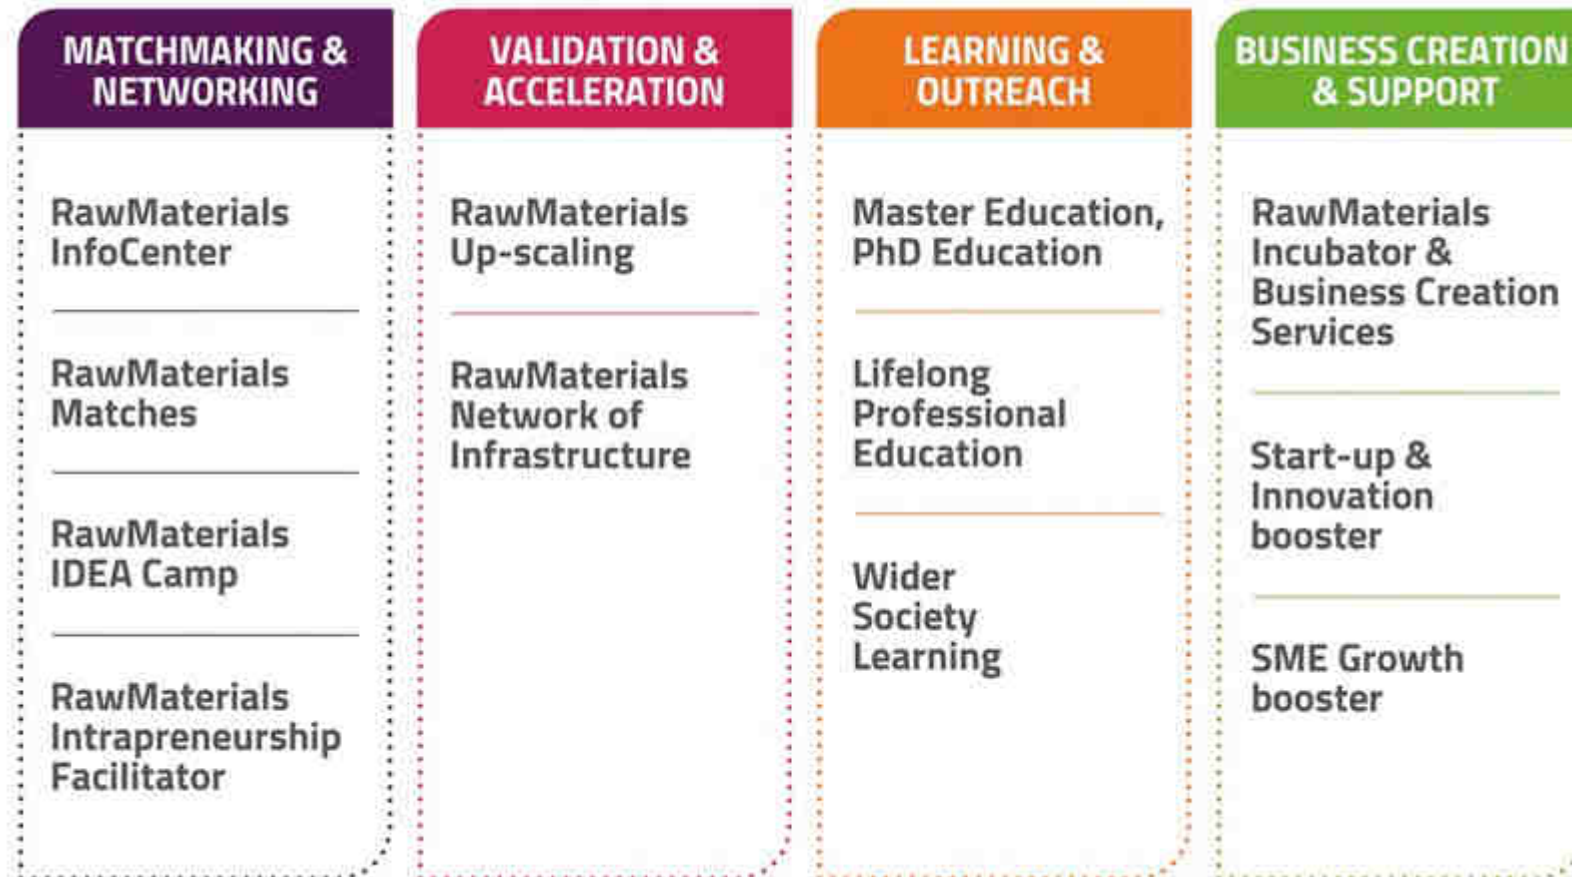 MATCHMAKING &
NETWORKING
RawMaterials
InfoCenter
RawMaterials
Matches
RawMaterials
IDEA Camp
RawMaterials
Intrapreneurship
Facilitator
VALIDATION &
ACCELERATION
RawMaterials
Up-scaling
RawMaterials
Network of
Infrastructure
LEARNING &
OUTREACH
Master Education,
PhD Education
Lifelong
Professional
Education
Wider
Society
Learning
BUSINESS CREATION
& SUPPORT
RawMaterials
Incubator &
Business Creation
Services
Start-up &
Innovation
booster
SME Growth
booster